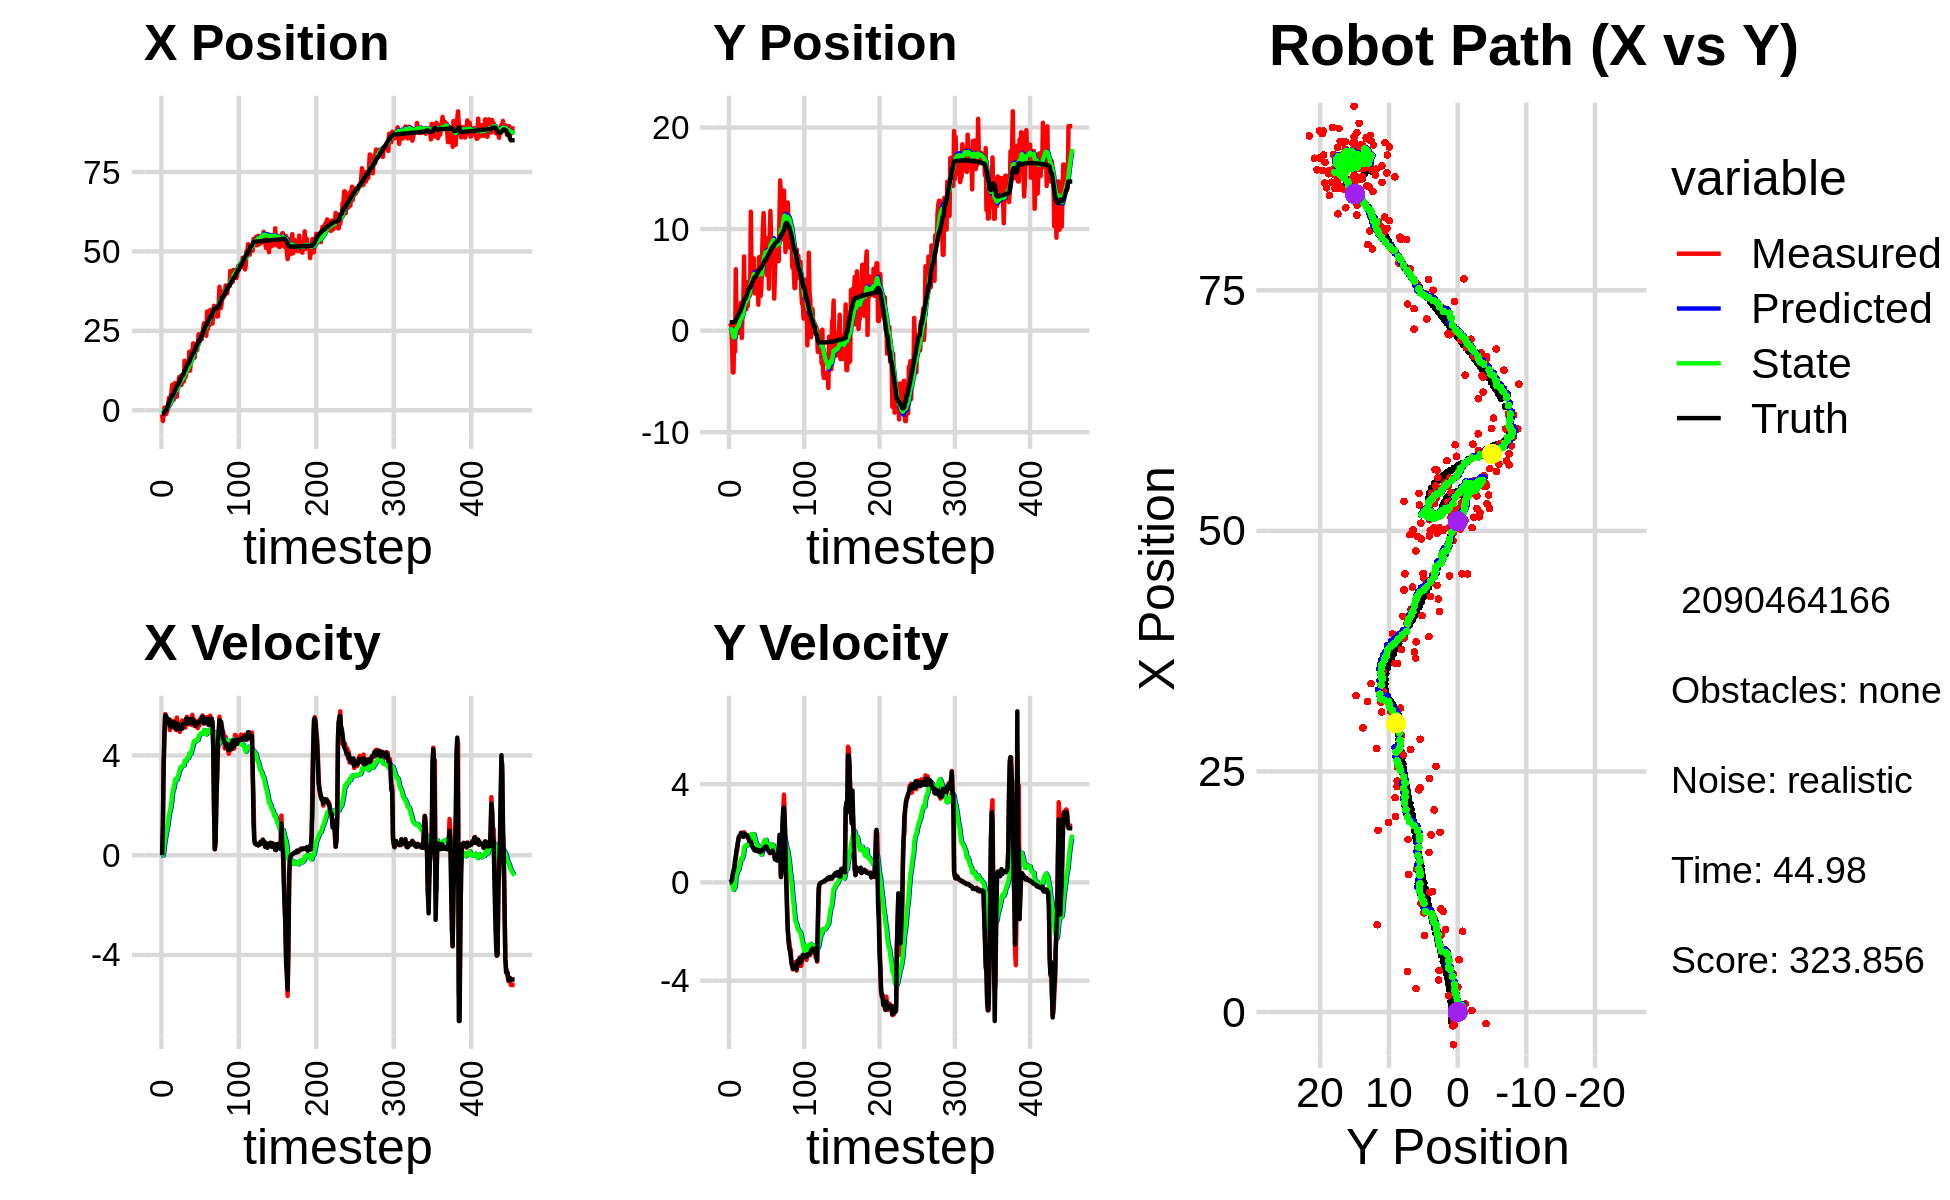 X Position
75
50
25
0
0
100
200
300
400
timestep
Y Position
20
10
0
-10
0
100
200
300
400
timestep
X Velocity
4
0
-4
0
100
200
300
400
timestep
Y Velocity
4
0
-4
0
100
200
300
400
timestep
Robot Path (X vs Y)
X Position
75
50
25
0
20 10 0 -10 -20
Y Position
variable
Measured
Predicted
State
Truth
2090464166
Obstacles: none
Noise: realistic
Time: 44.98
Score: 323.856